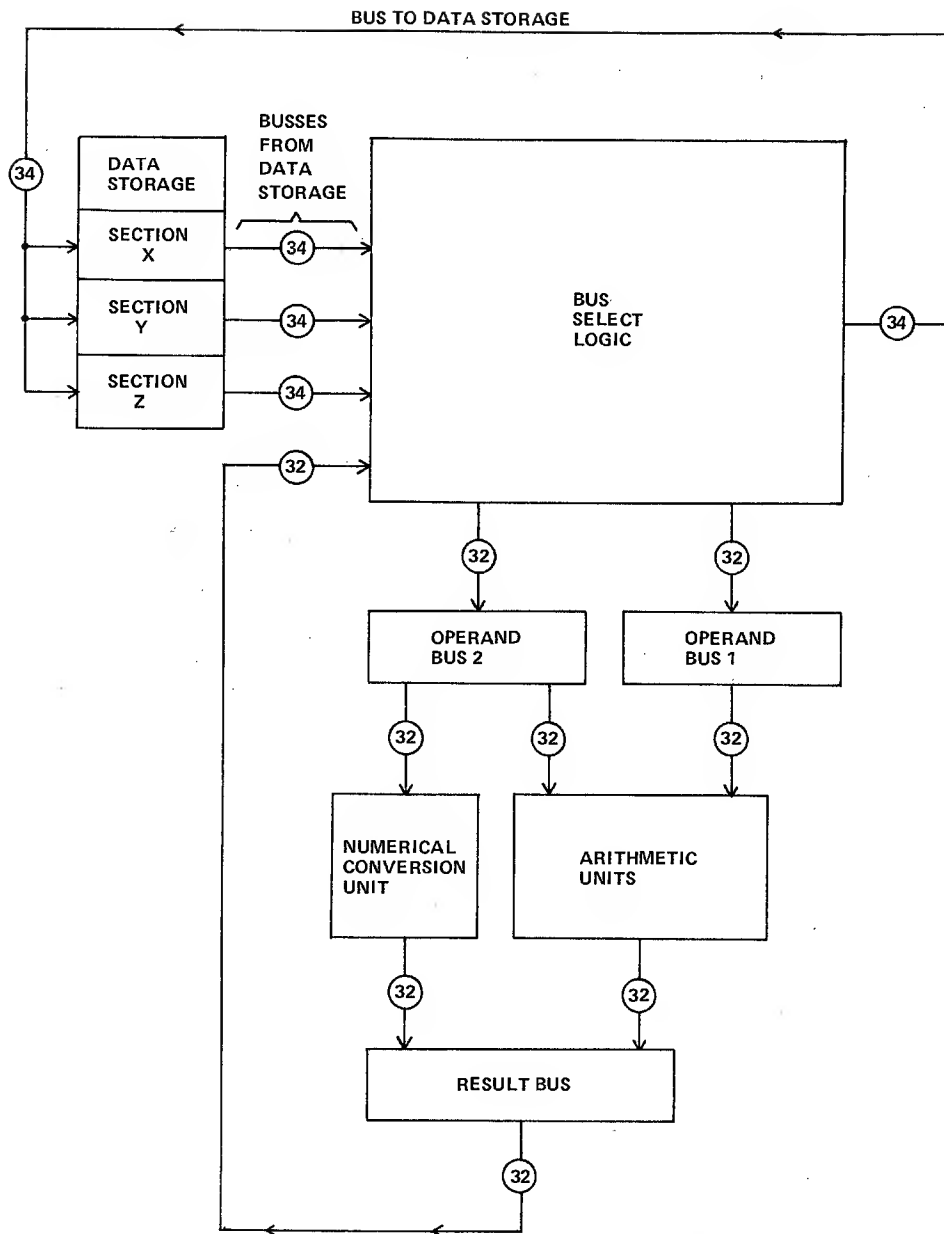 BUS TO DATA STORAGE
BUSSES
FROM
DATA
STORAGE
34
DATA
STORAGE
SECTION
X
34
SECTION
Y
34
SECTION
Z
34
32
BUS
SELECT
LOGIC
34
32
32
OPERAND
BUS 2
OPERAND
BUS 1
32
32
32
NUMERICAL
CONVERSION
UNIT
ARITHMETIC
UNITS
32
32
RESULT BUS
32